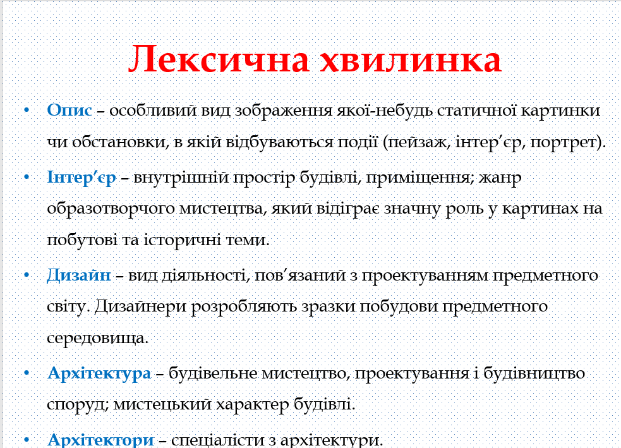 Лексична хвилинка
• Опис – особливий вид зображення якої-небудь статичної картинки
чи обстановки, в якій відбуваються події (пейзаж, інтер’єр, портрет).
• Інтер’єр – внутрішній простір будівлі, приміщення; жанр
образотворчого мистецтва, який відіграє значну роль у картинах на
побутові та історичні теми.
• Дизайн – вид діяльності, пов’язаний з проектуванням предметного
світу. Дизайнери розробляють зразки побудови предметного
середовища.
• Архітектура – будівельне мистецтво, проектування і будівництво
споруд; мистецький характер будівлі.
• Архітектори – спеціалісти з архітектури.